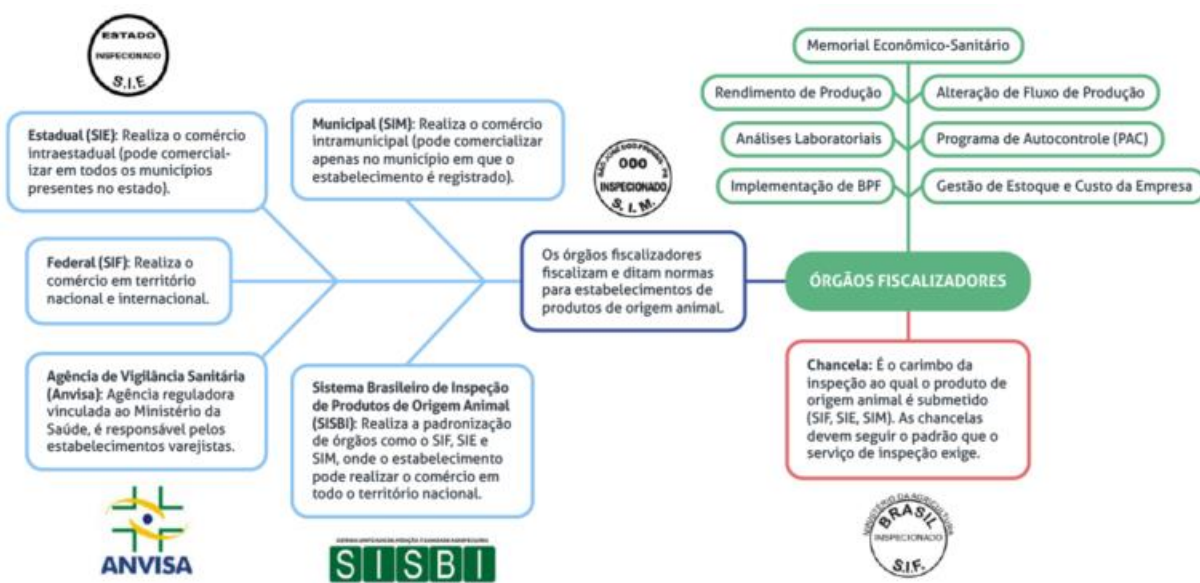 ESTADO
INSPECIONADO
S.I.E
Estadual (SIE): Realiza o comércio
intraestadual (pode comercial-
izar em todos os municípios
presentes no estado).
Municipal (SIM): Realiza o comércio
intramunicipal (pode comercializar
apenas no município em que o
estabelecimento é registrado).
000
INSPECIONADO
S. I. M.
Memorial Econômico-Sanitário
Rendimento de Produção
Alteração de Fluxo de Produção
Análises Laboratoriais
Programa de Autocontrole (PAC)
Implementação de BPF
Gestão de Estoque e Custo da Empresa
Federal (SIF): Realiza o
comércio em território
nacional e internacional.
Os órgãos fiscalizadores
fiscalizam e ditam normas
para estabelecimentos de
produtos de origem animal.
ÓRGÃOS FISCALIZADORES
Agência de Vigilância Sanitária
(Anvisa): Agência reguladora
vinculada ao Ministério da
Saúde, é responsável pelos
estabelecimentos varejistas.
Sistema Brasileiro de Inspeção
de Produtos de Origem Animal
(SISBI): Realiza a padronização
de órgãos como o SIF, SIE e
SIM, onde o estabelecimento
pode realizar o comércio em
todo o território nacional.
Chancela: É o carimbo da
inspeção ao qual o produto de
origem animal é submetido
(SIF, SIE, SIM). As chancelas
devem seguir o padrão que o
serviço de inspeção exige.
ANVISA
SISBI
MINISTÉRIO DA AGRICULTURA
BRASIL
INSPECIONADO
S.I.F.